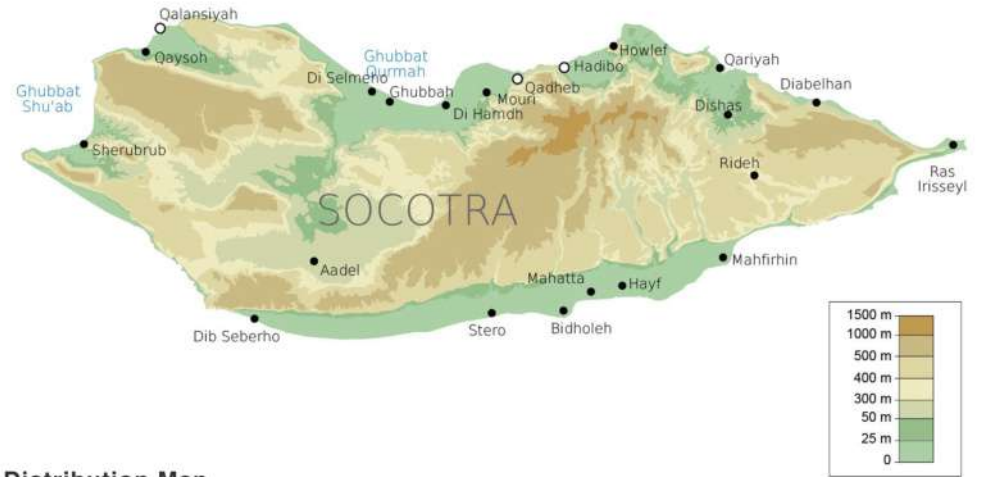 Qalansiyah
Qaysoh
Ghubbat
Shu'ab
Sherubrub
Ghubbat
Qurmah
Di Selmeho
Ghubbah
Di Hamdh
Mouri
Qadheb
Hadibo
Howlef
Qariyah
Dishas
Diabelhan
Rideh
Ras
Irisseyl
SOCOTRA
Aadel
Mahfirhin
Mahatta
Hayf
Dib Seberho
Stero
Bidholeh
1500 m
1000 m
500 m
400 m
300 m
50 m
25 m
0
Distribution Map